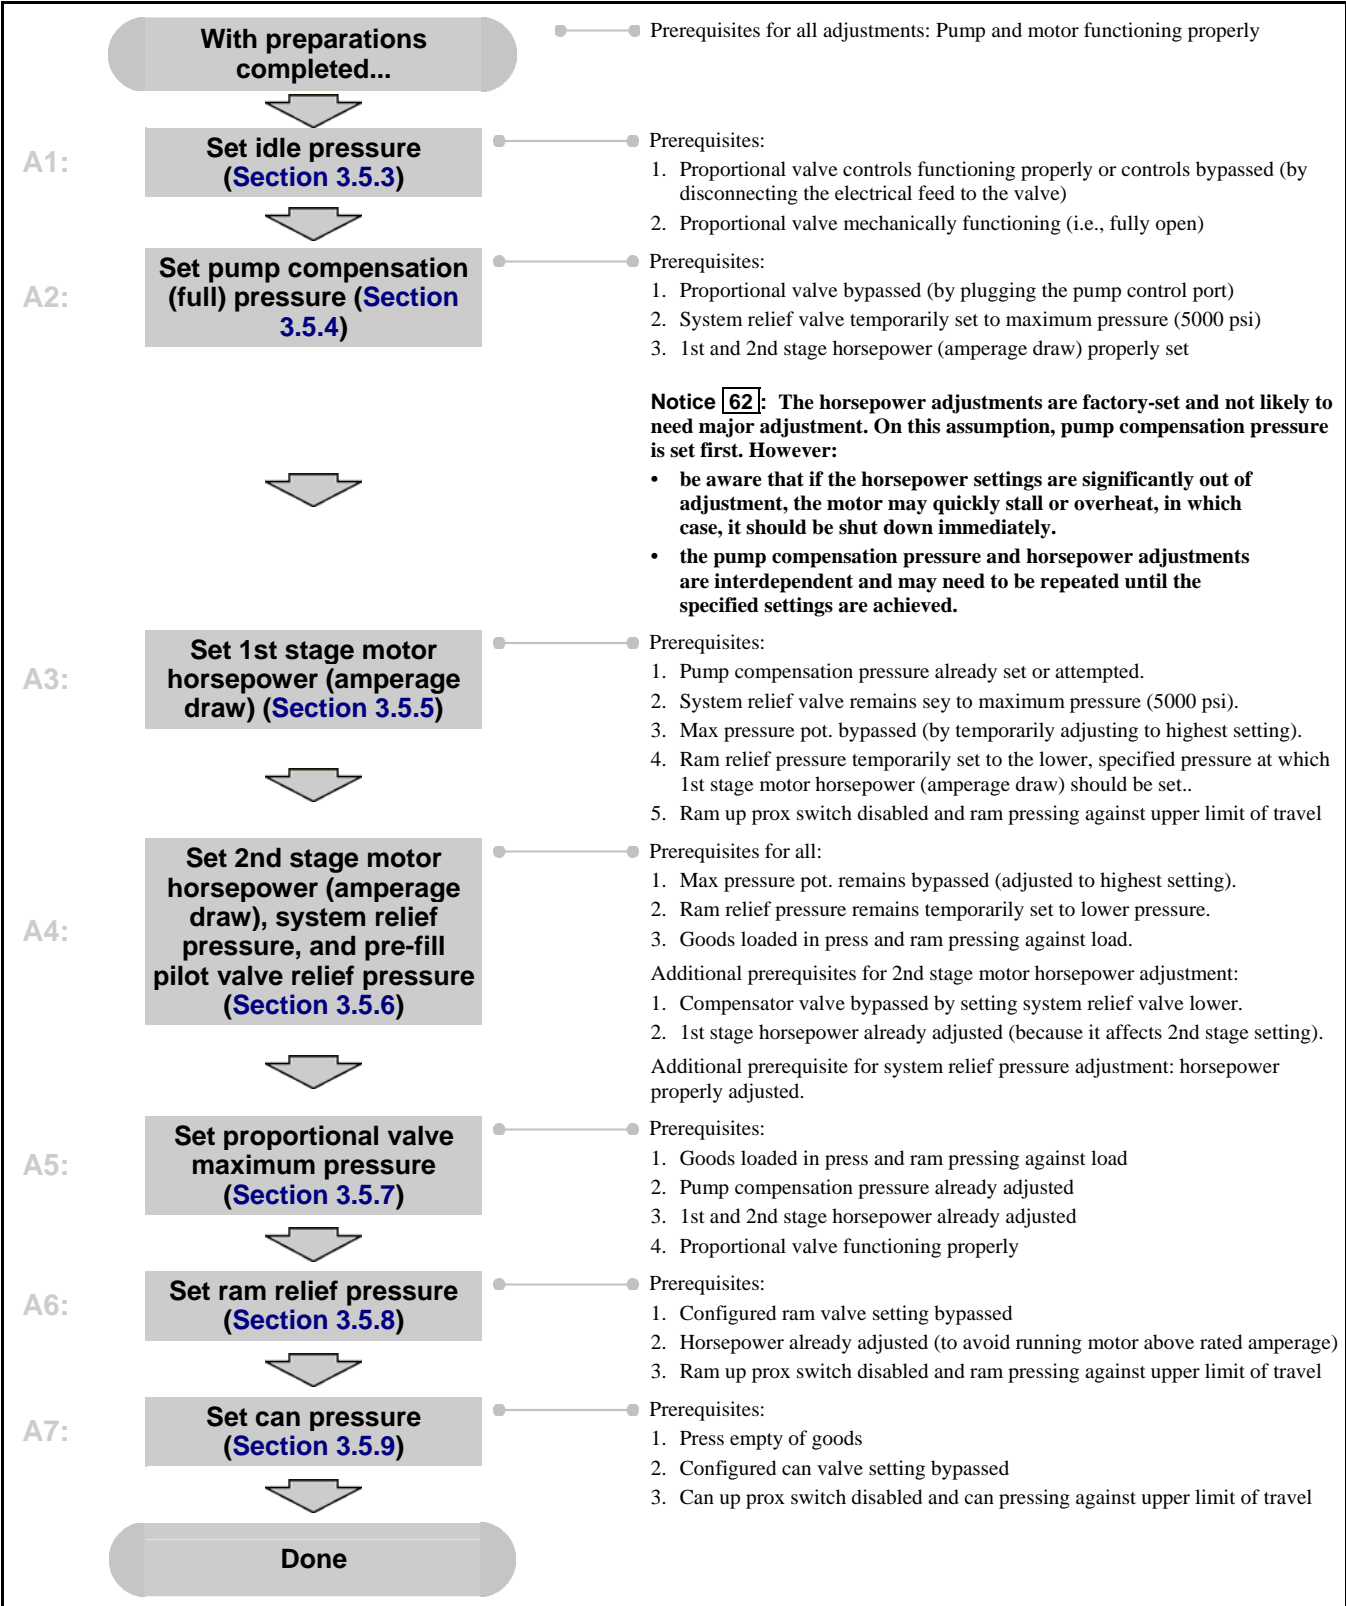 With preparations
completed...
Prerequisites for all adjustments: Pump and motor functioning properly
A1:
Set idle pressure
(Section 3.5.3)
Prerequisites:
1. Proportional valve controls functioning properly or controls bypassed (by
disconnecting the electrical feed to the valve)
2. Proportional valve mechanically functioning (i.e., fully open)
A2:
Set pump compensation
(full) pressure (Section
3.5.4)
Prerequisites:
1. Proportional valve bypassed (by plugging the pump control port)
2. System relief valve temporarily set to maximum pressure (5000 psi)
3. 1st and 2nd stage horsepower (amperage draw) properly set
Notice 62: The horsepower adjustments are factory-set and not likely to
need major adjustment. On this assumption, pump compensation pressure
is set first. However:
• be aware that if the horsepower settings are significantly out of
adjustment, the motor may quickly stall or overheat, in which
case, it should be shut down immediately.
• the pump compensation pressure and horsepower adjustments
are interdependent and may need to be repeated until the
specified settings are achieved.
A3:
Set 1st stage motor
horsepower (amperage
draw) (Section 3.5.5)
Prerequisites:
1. Pump compensation pressure already set or attempted.
2. System relief valve remains sey to maximum pressure (5000 psi).
3. Max pressure pot. bypassed (by temporarily adjusting to highest setting).
4. Ram relief pressure temporarily set to the lower, specified pressure at which
1st stage motor horsepower (amperage draw) should be set..
5. Ram up prox switch disabled and ram pressing against upper limit of travel
A4:
Set 2nd stage motor
horsepower (amperage
draw), system relief
pressure, and pre-fill
pilot valve relief pressure
(Section 3.5.6)
Prerequisites for all:
1. Max pressure pot. remains bypassed (adjusted to highest setting).
2. Ram relief pressure remains temporarily set to lower pressure.
3. Goods loaded in press and ram pressing against load.
Additional prerequisites for 2nd stage motor horsepower adjustment:
1. Compensator valve bypassed by setting system relief valve lower.
2. 1st stage horsepower already adjusted (because it affects 2nd stage setting).
Additional prerequisite for system relief pressure adjustment: horsepower
properly adjusted.
A5:
Set proportional valve
maximum pressure
(Section 3.5.7)
Prerequisites:
1. Goods loaded in press and ram pressing against load
2. Pump compensation pressure already adjusted
3. 1st and 2nd stage horsepower already adjusted
4. Proportional valve functioning properly
A6:
Set ram relief pressure
(Section 3.5.8)
Prerequisites:
1. Configured ram valve setting bypassed
2. Horsepower already adjusted (to avoid running motor above rated amperage)
3. Ram up prox switch disabled and ram pressing against upper limit of travel
A7:
Set can pressure
(Section 3.5.9)
Prerequisites:
1. Press empty of goods
2. Configured can valve setting bypassed
3. Can up prox switch disabled and can pressing against upper limit of travel
Done